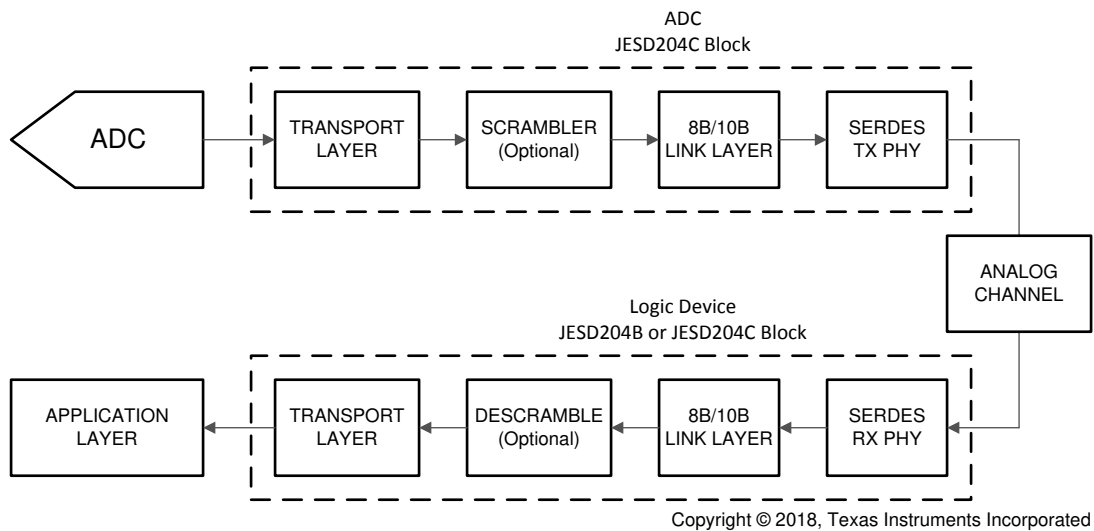 ADC
JESD204C Block
ADC
TRANSPORT
LAYER
SCRAMBLER
(Optional)
8B/10B
LINK LAYER
SERDES
TX PHY
ANALOG
CHANNEL
Logic Device
JESD204B or JESD204C Block
APPLICATION
LAYER
TRANSPORT
LAYER
DESCRAMBLE
(Optional)
8B/10B
LINK LAYER
SERDES
RX PHY
Copyright © 2018, Texas Instruments Incorporated